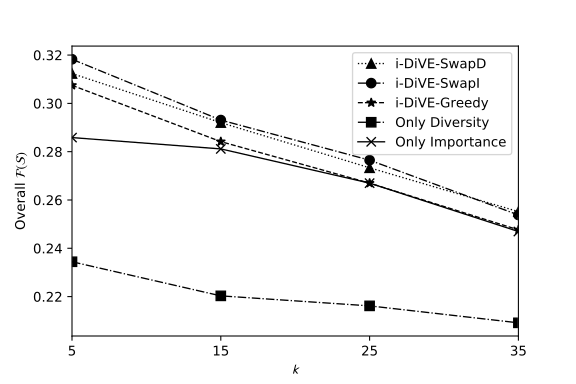 0.32
0.30
0.28
0.26
0.24
0.22
Overall F(S)
5 15 25 35
k
i-DiVE-SwapD
i-DiVE-SwapI
i-DiVE-Greedy
Only Diversity
Only Importance